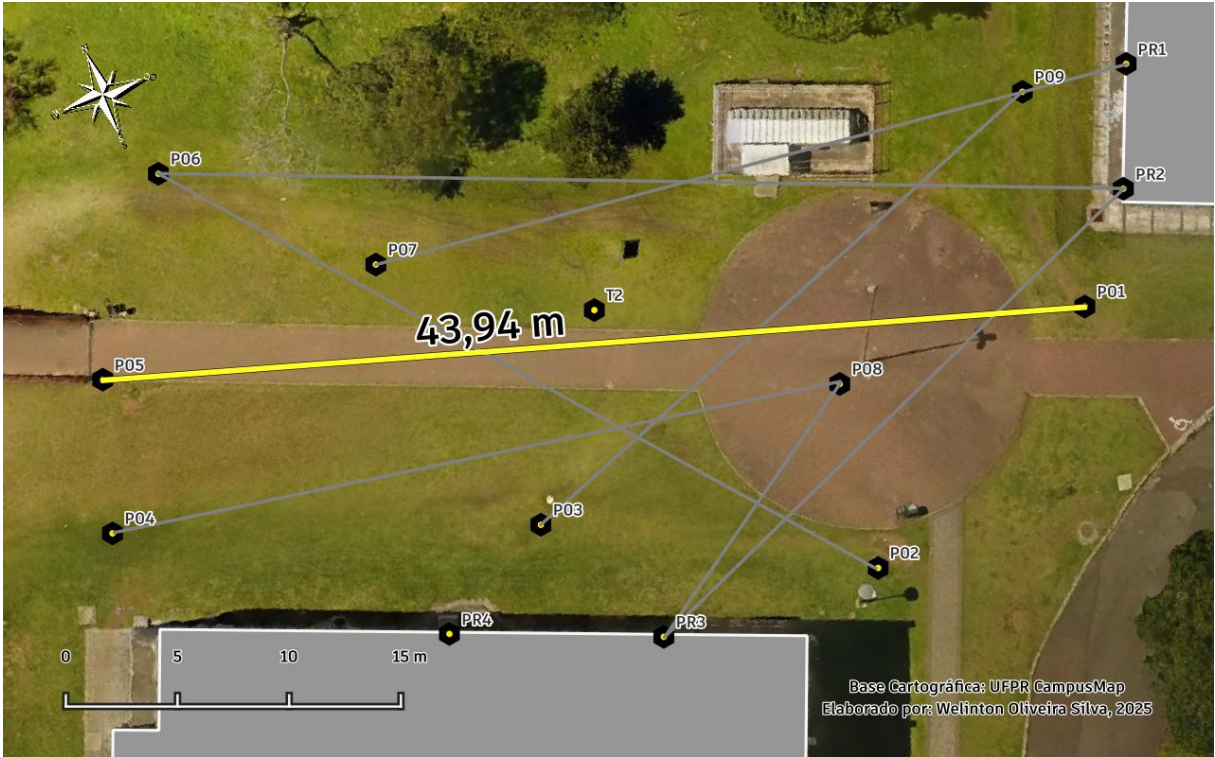 PR1
P09
P06
PR2
P07
T2
P01
43,94 m
P05
P08
P04
P03
P02
PR4
PR3
0 5 10 15 m
Base Cartográfica: UFPR CampusMap
Elaborado por: Welinton Oliveira Silva, 2025